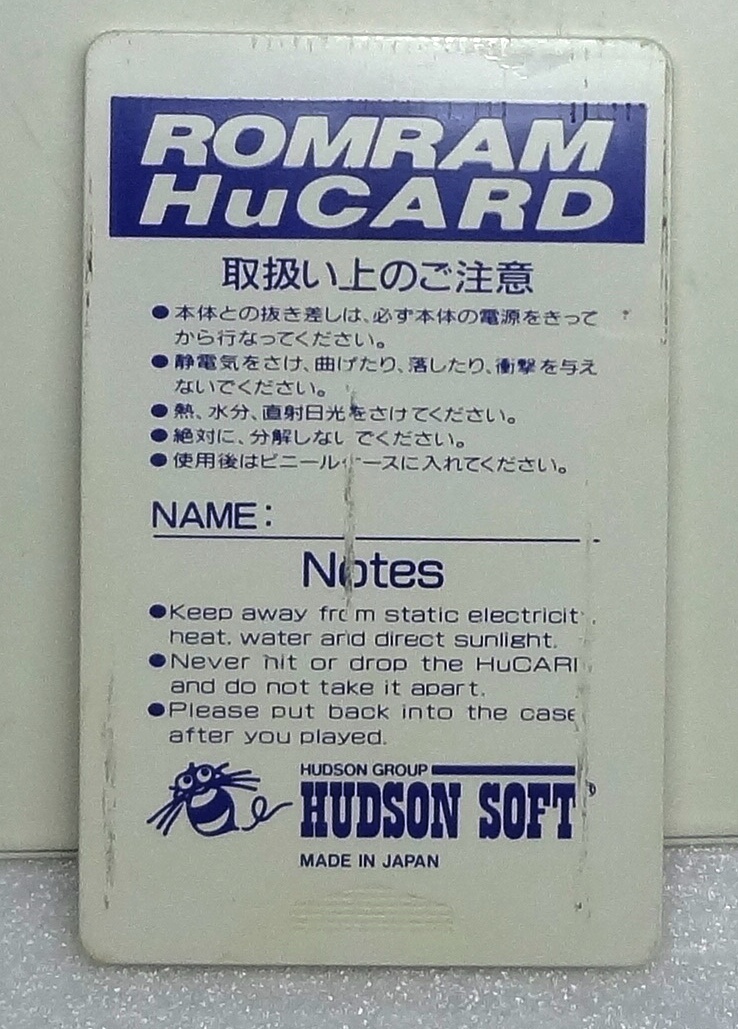 ROMRAM
HuCARD
取扱い上のご注意
●本体との抜き差しは、必ず本体の電源をきって
から行なってください。
●静電気をさけ、曲げたり、落したり、衝撃を与え
ないでください。
●熱、水分、直射日光をさけてください。
●絶対に、分解しないでください。
●使用後はビニールケースに入れてください。
NAME:
Notes
●Keep away from static electricity,
heat, water and direct sunlight.
●Never hit or drop the HuCARD
and do not take it apart.
●Please put back into the case
after you played.
HUDSON GROUP
HUDSON SOFT
MADE IN JAPAN